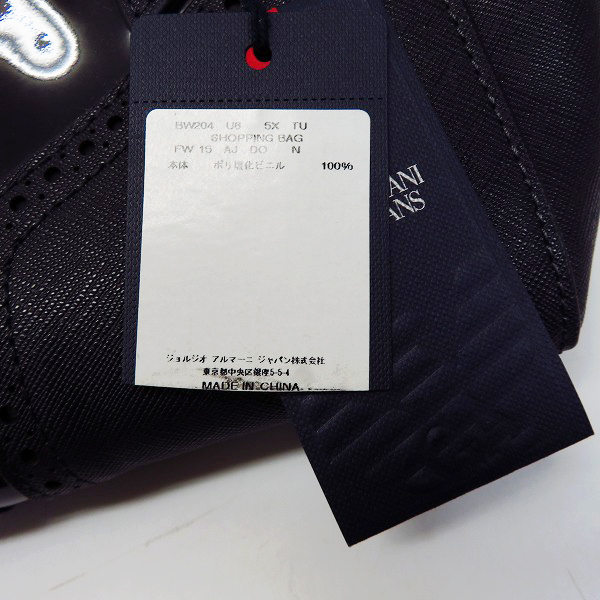 BW204 U6 5X TU
SHOPPING BAG
FW 15 AJ DO N
本体 ポリ塩化ビニル 100%
ジョルジオ アルマーニ ジャパン株式会社
東京都中央区銀座5-5-4
MADE IN CHINA
ANI
ANS